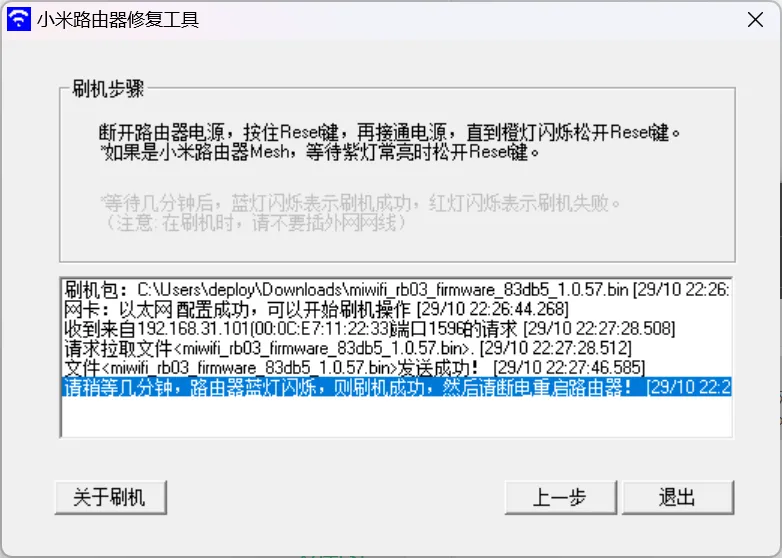 小米路由器修复工具
刷机步骤
断开路由器电源，按住Reset键，再接通电源，直到橙灯闪烁松开Reset键。
*如果是小米路由器Mesh，等待紫灯常亮时松开Reset键。
*等待几分钟后，蓝灯闪烁表示刷机成功，红灯闪烁表示刷机失败。
（注意: 在刷机时，请不要插外网网线）
刷机包：C:\Users\deploy\Downloads\miwifi_rb03_firmware_83db5_1.0.57.bin [29/10 22:26:
网卡：以太网 配置成功，可以开始刷机操作 [29/10 22:26:44.268]
收到来自192.168.31.101(00:0C:E7:11:22:33)端口1596的请求 [29/10 22:27:28.508]
请求拉取文件<miwifi_rb03_firmware_83db5_1.0.57.bin>. [29/10 22:27:28.512]
文件<miwifi_rb03_firmware_83db5_1.0.57.bin>发送成功！ [29/10 22:27:46.585]
请稍等几分钟，路由器蓝灯闪烁，则刷机成功，然后请断电重启路由器！ [29/10 22:2
关于刷机
上一步
退出